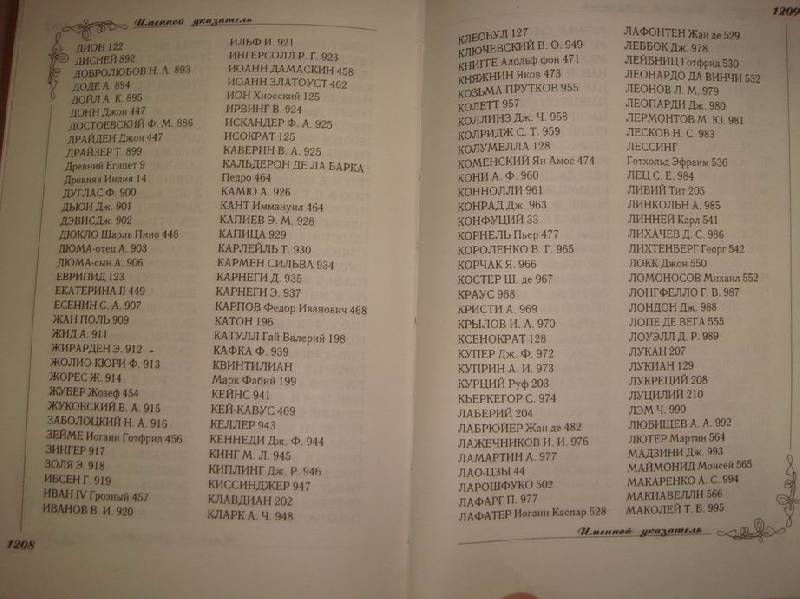 Именной указатель
ДИОН 122
ДИСНЕЙ 892
ДОБРОЛЮБОВ Н. А. 893
ДОДЕ А. 894
ДОЙЛ А. К. 895
ДОНН Джон 447
ДОСТОЕВСКИЙ Ф. М. 896
ДРАЙДЕН Джон 447
ДРАЙЗЕР Т. 899
Древний Египет 9
Древняя Индия 14
ДУГЛАС Ф. 900
ДЬЮИ Дж. 901
ДЭВИС Дж. 902
ДЮКЛО Шарль Пино 448
ДЮМА-отец А. 903
ДЮМА-сын А. 906
ЕВРИПИД 123
ЕКАТЕРИНА II 449
ЕСЕНИН С. А. 907
ЖАН ПОЛЬ 909
ЖИД А. 911
ЖИРАРДЕН Э. 912
ЖОЛИО-КЮРИ Ф. 913
ЖОРЕС Ж. 914
ЖУБЕР Жозеф 454
ЖУКОВСКИЙ В. А. 915
ЗАБОЛОЦКИЙ Н. А. 916
ЗЕЙМЕ Иоганн Готфрид 456
ЗИНГЕР 917
ЗОЛЯ Э. 918
ИБСЕН Г. 919
ИВАН IV Грозный 457
ИВАНОВ В. И. 920
ИЛЬФ И. 921
ИНГЕРСОЛЛ Р. Г. 923
ИОАНН ДАМАСКИН 458
ИОАНН ЗЛАТОУСТ 462
ИОН Хиосский 125
ИРВИНГ В. 924
ИСКАНДЕР Ф. А. 925
ИСОКРАТ 125
КАВЕРИН В. А. 925
КАЛЬДЕРОН ДЕ ЛА БАРКА
Педро 464
КАМЮ А. 926
КАНТ Иммануил 464
КАПИЕВ Э. М. 928
КАПИЦА 929
КАРЛЕЙЛЬ Т. 930
КАРМЕН СИЛЬВА 934
КАРНЕГИ Д. 935
КАРНЕГИ Э. 937
КАРПОВ Федор Иванович 468
КАТОН 196
КАТУЛЛ Гай Валерий 198
КАФКА Ф. 939
КВИНТИЛИАН
Марк Фабий 199
КЕЙНС 941
КЕЙ-КАВУС 469
КЕЛЛЕР 943
КЕННЕДИ Дж. Ф. 944
КИНГ М. Л. 945
КИПЛИНГ Дж. Р. 946
КИССИНДЖЕР 947
КЛАВДИАН 202
КЛАРК А. Ч. 948
1208
1209
КЛЕОБУЛ 127
КЛЮЧЕВСКИЙ В. О. 949
КНИГГЕ Адольф фон 471
КНЯЖНИН Яков 473
КОЗЬМА ПРУТКОВ 955
КОЛЕТТ 957
КОЛЛИНЗ Дж. Ч. 958
КОЛРИДЖ С. Т. 959
КОЛУМЕЛЛА 128
КОМЕНСКИЙ Ян Амос 474
КОНИ А. Ф. 960
КОННОЛЛИ 961
КОНРАД Дж. 963
КОНФУЦИЙ 33
КОРНЕЛЬ Пьер 477
КОРОЛЕНКО В. Г. 965
КОРЧАК Я. 966
КОСТЕР Ш. де 967
КРАУС 968
КРИСТИ А. 969
КРЫЛОВ И. А. 970
КСЕНОКРАТ 128
КУПЕР Дж. Ф. 972
КУПРИН А. И. 973
КУРЦИЙ Руф 203
КЬЕРКЕГОР С. 974
ЛАБЕРИЙ 204
ЛАБРЮЙЕР Жан де 482
ЛАЖЕЧНИКОВ И. И. 976
ЛАМАРТИН А. 977
ЛАО-ЦЗЫ 44
ЛАРОШФУКО 502
ЛАФАРГ П. 977
ЛАФАТЕР Иоганн Каспар 528
ЛАФОНТЕН Жан де 529
ЛЕББОК Дж. 978
ЛЕЙБНИЦ Готфрид 530
ЛЕОНАРДО ДА ВИНЧИ 532
ЛЕОНОВ Л. М. 979
ЛЕОПАРДИ Дж. 980
ЛЕРМОНТОВ М. Ю. 981
ЛЕСКОВ Н. С. 983
ЛЕССИНГ
Готхольд Эфраим 536
ЛЕЦ С. Е. 984
ЛИВИЙ Тит 205
ЛИНКОЛЬН А. 985
ЛИННЕЙ Карл 541
ЛИХАЧЕВ Д. С. 986
ЛИХТЕНБЕРГ Георг 542
ЛОКК Джон 550
ЛОМОНОСОВ Михаил 552
ЛОНГФЕЛЛО Г. В. 987
ЛОНДОН Дж. 988
ЛОПЕ ДЕ ВЕГА 555
ЛОУЭЛЛ Д. Р. 989
ЛУКАН 207
ЛУКИАН 129
ЛУКРЕЦИЙ 208
ЛУЦИЛИЙ 210
ЛЭМ Ч. 990
ЛЮБИЩЕВ А. А. 992
ЛЮТЕР Мартин 564
МАДЗИНИ Дж. 993
МАЙМОНИД Моисей 565
МАКАРЕНКО А. С. 994
МАКИАВЕЛЛИ 566
МАКОЛЕЙ Т. Б. 995
Именной указатель